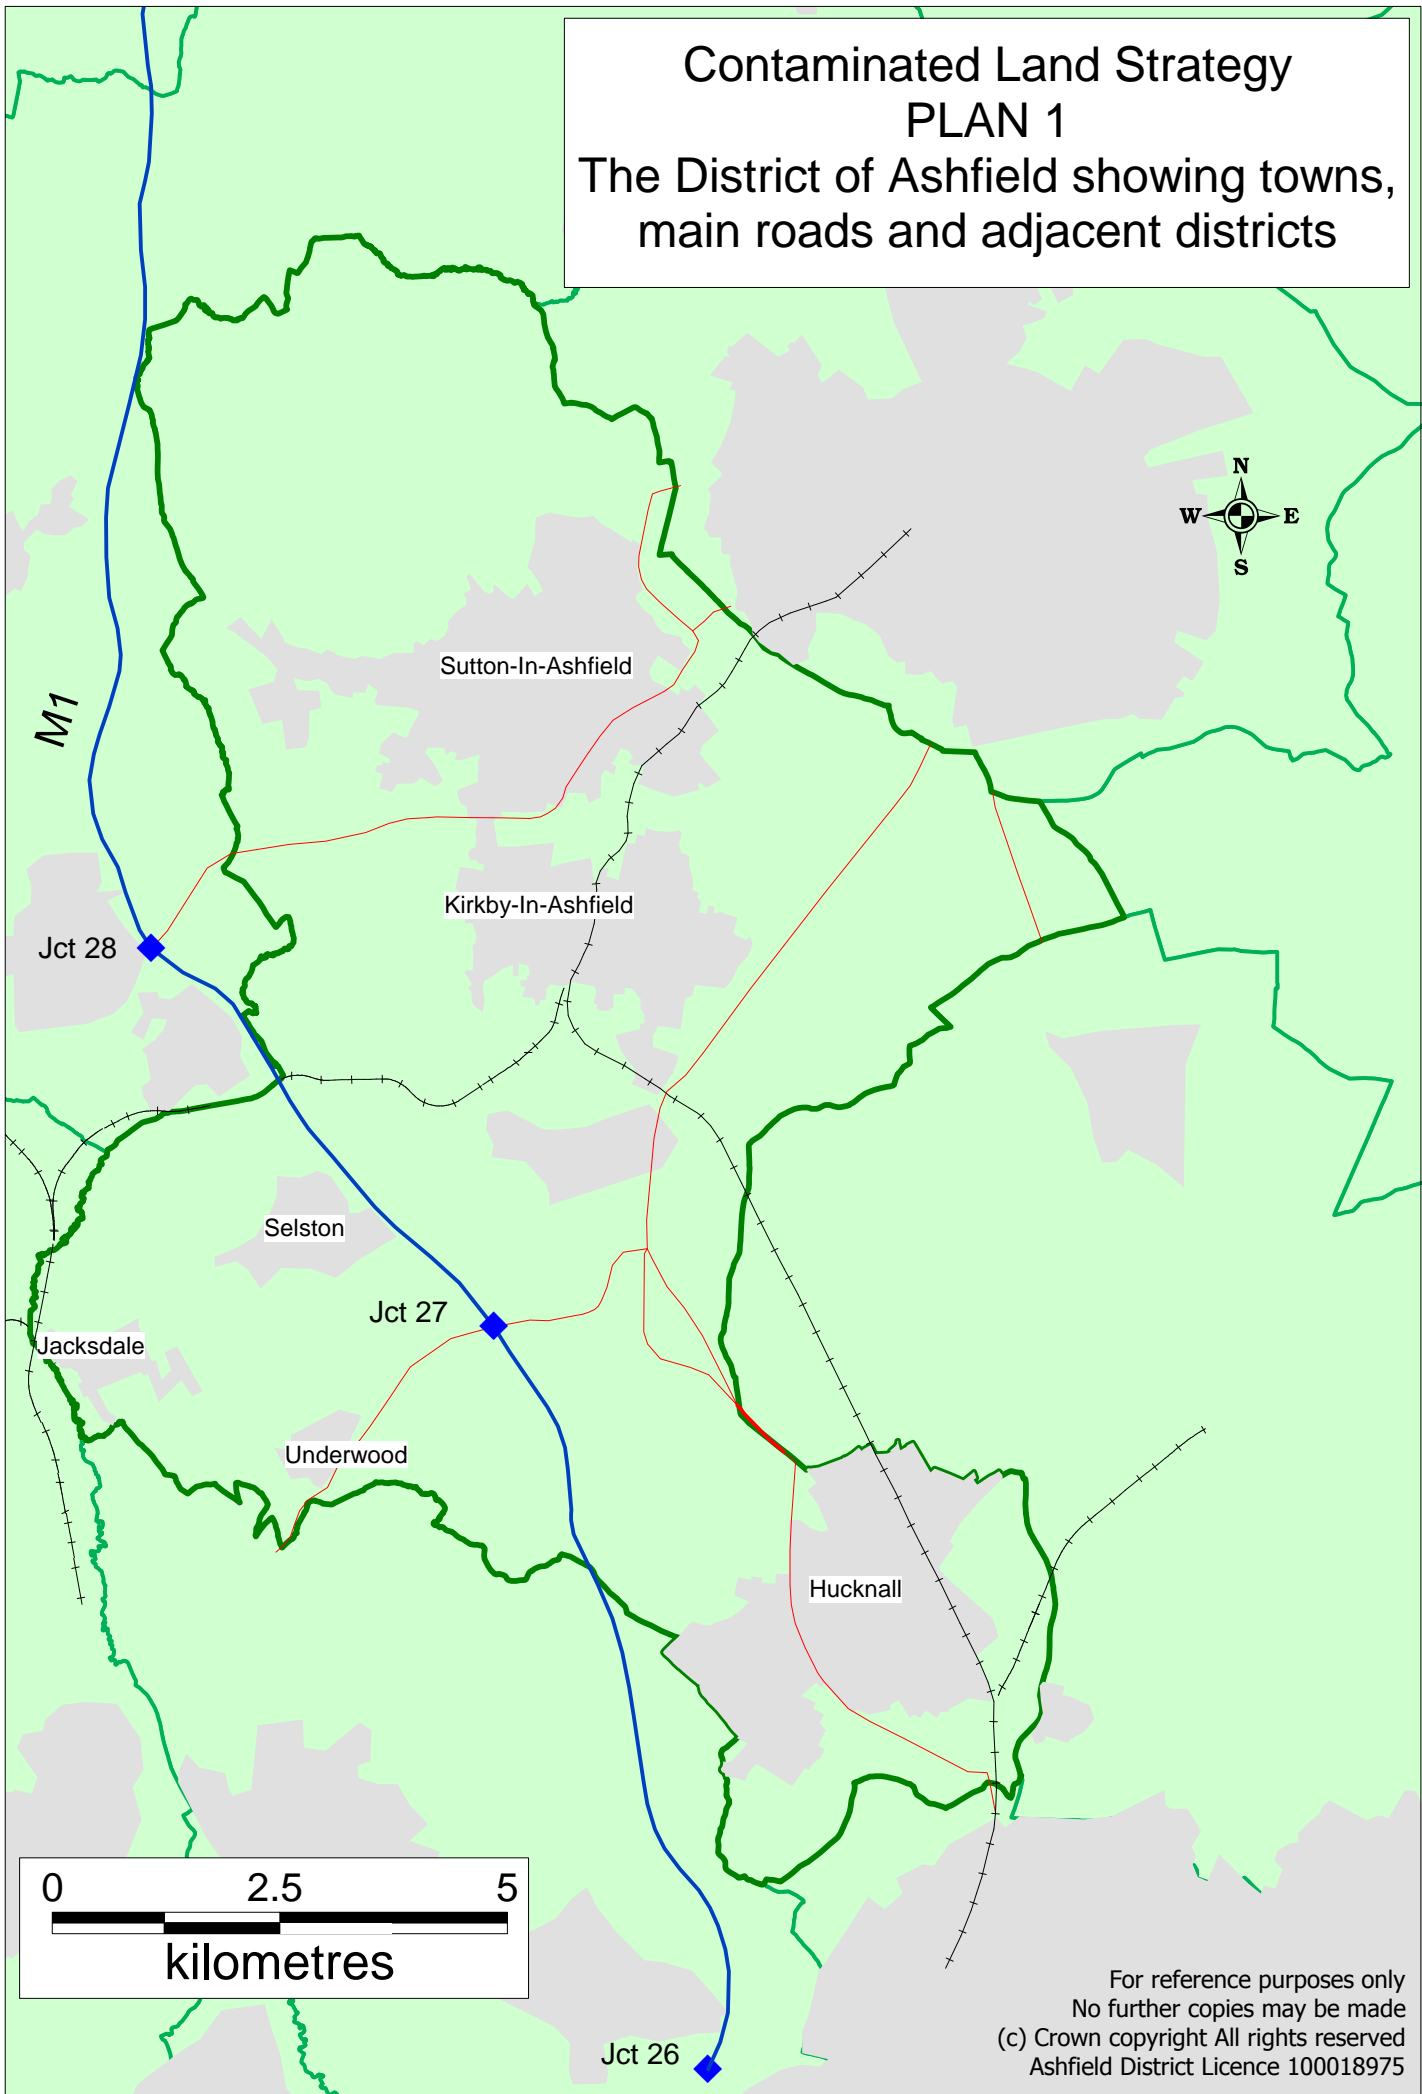 Contaminated Land Strategy
PLAN 1
The District of Ashfield showing towns,
main roads and adjacent districts
N
W E
S
Sutton-In-Ashfield
M1
Kirkby-In-Ashfield
Jct 28
Selston
Jct 27
Jacksdale
Underwood
Hucknall
0 2.5 5
kilometres
Jct 26
For reference purposes only
No further copies may be made
(c) Crown copyright All rights reserved
Ashfield District Licence 100018975